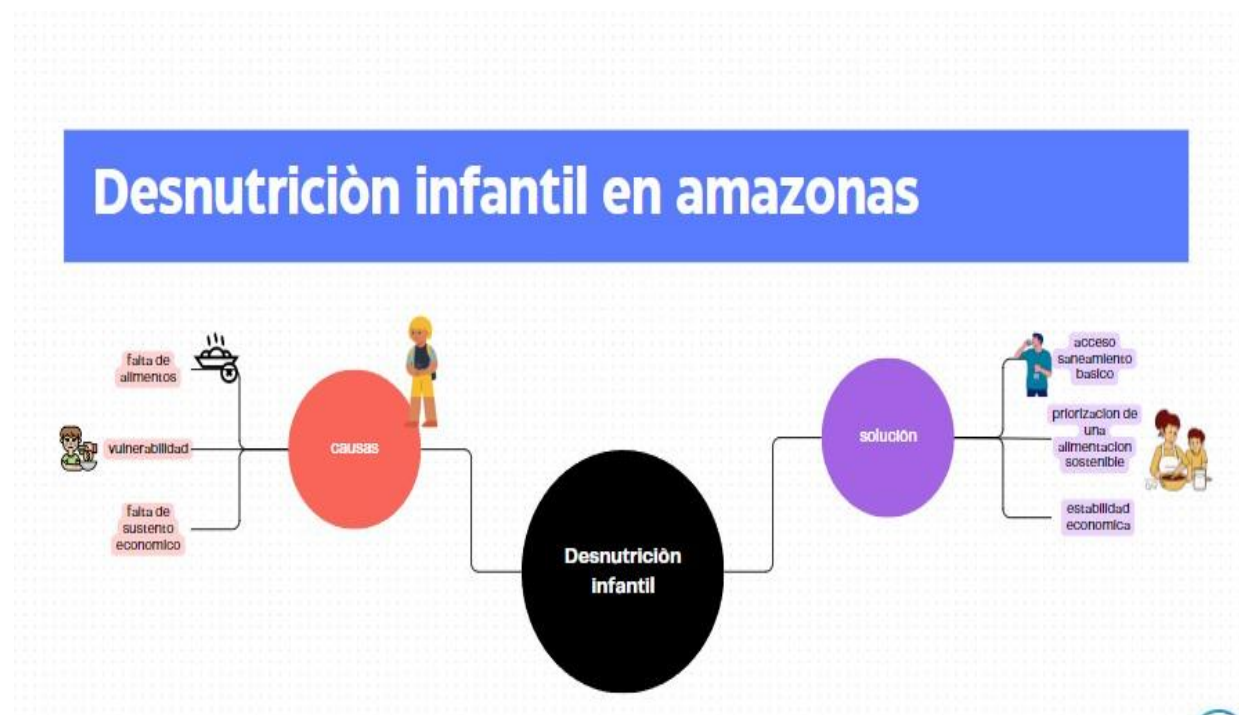 Desnutriciòn infantil en amazonas
falta de
alimentos
vulnerabilidad
falta de
sustento
economico
causas
Desnutriciòn
infantil
solución
acceso
saneamiento
basico
priorizacion de
una
alimentacion
sostenible
estabilidad
economica